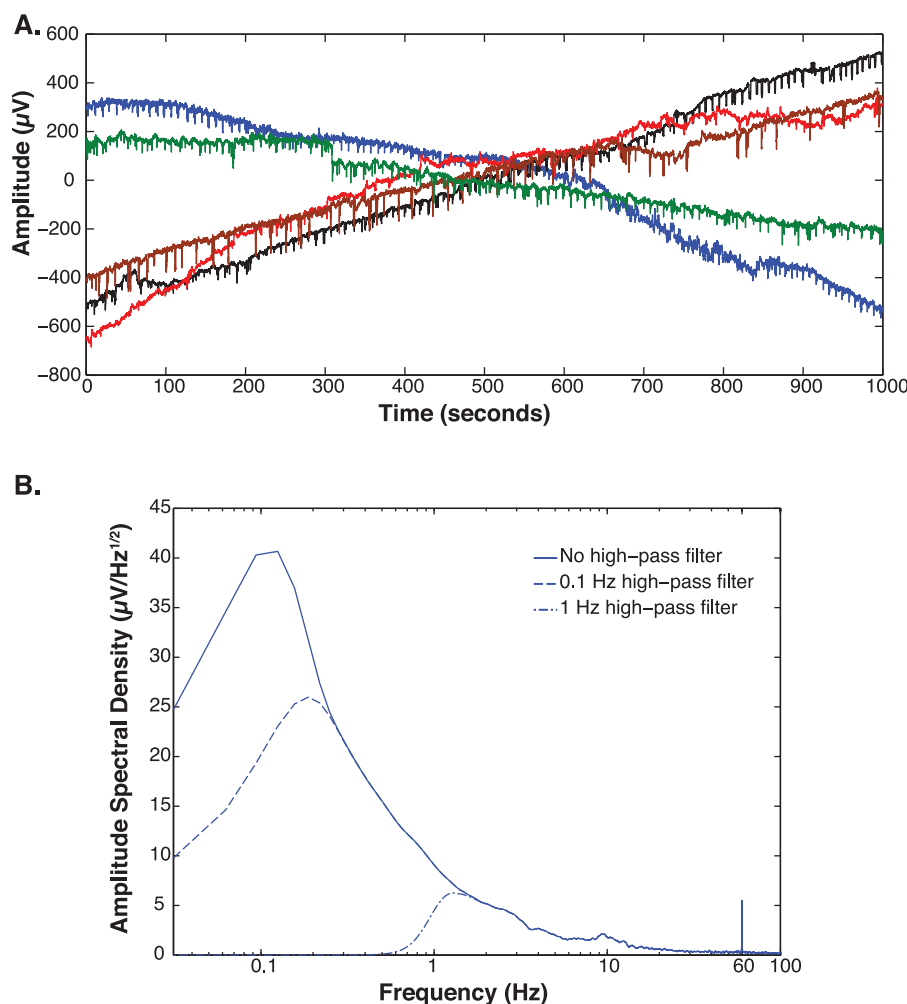 A.
600
400
200
0
−200
−400
−600
−800
Amplitude (µV)
0 100 200 300 400 500 600 700 800 900 1000
Time (seconds)
B.
45
40
35
30
25
20
15
10
5
0
Amplitude Spectral Density (µV/Hz^1/2)
No high−pass filter
0.1 Hz high−pass filter
1 Hz high−pass filter
0.1 1 10 60 100
Frequency (Hz)